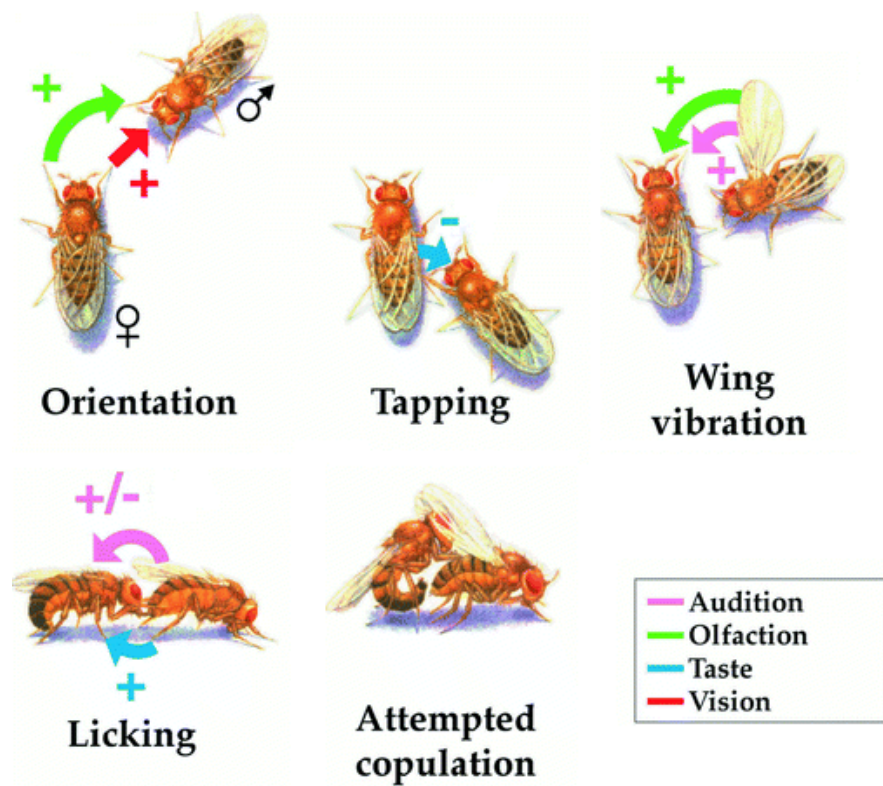 +
♂
+
♀
Orientation
-
Tapping
+
+
Wing
vibration
+/-
+
Licking
Attempted
copulation
Audition
Olfaction
Taste
Vision